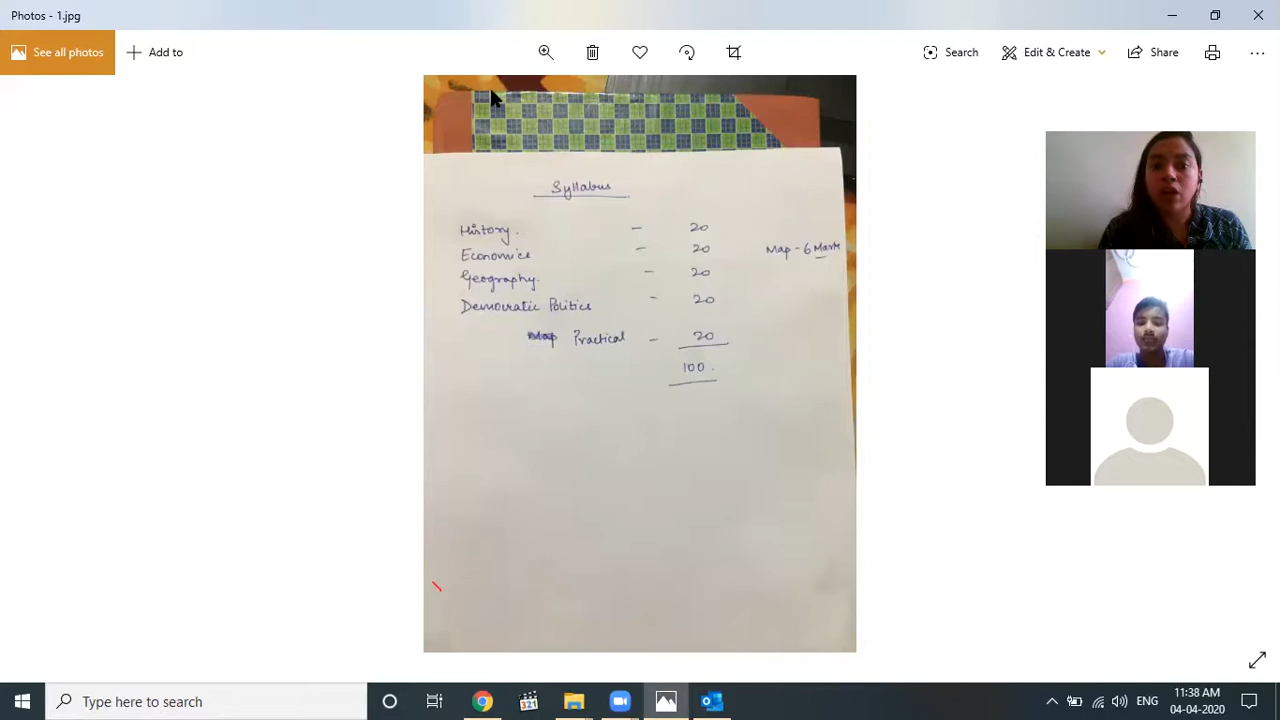 Photos - 1.jpg
See all photos
Add to
Search
Edit & Create
Share
Syllabus
History. - 20
Economics - 20 Map - 6 Marks
Geography. - 20
Democratic Politics - 20
Map Practical - 20
100.
Type here to search
321
ENG
11:38 AM
04-04-2020